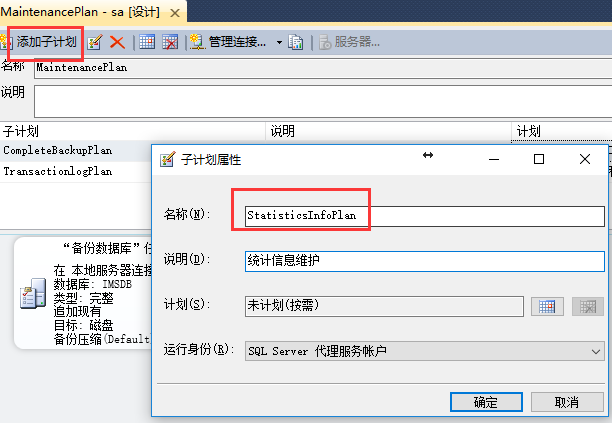 MaintenancePlan - sa [设计]
添加子计划 管理连接... 服务器...
名称 MaintenancePlan
说明
子计划 说明 计划
CompleteBackupPlan
TransactionlogPlan
子计划属性
名称(N): StatisticsInfoPlan
说明(D): 统计信息维护
计划(S): 未计划(按需)
运行身份(R): SQL Server 代理服务帐户
确定 取消
“备份数据库”任
在 本地服务器连接
数据库: IMSDB
类型: 完整
追加现有
目标: 磁盘
备份压缩(Default